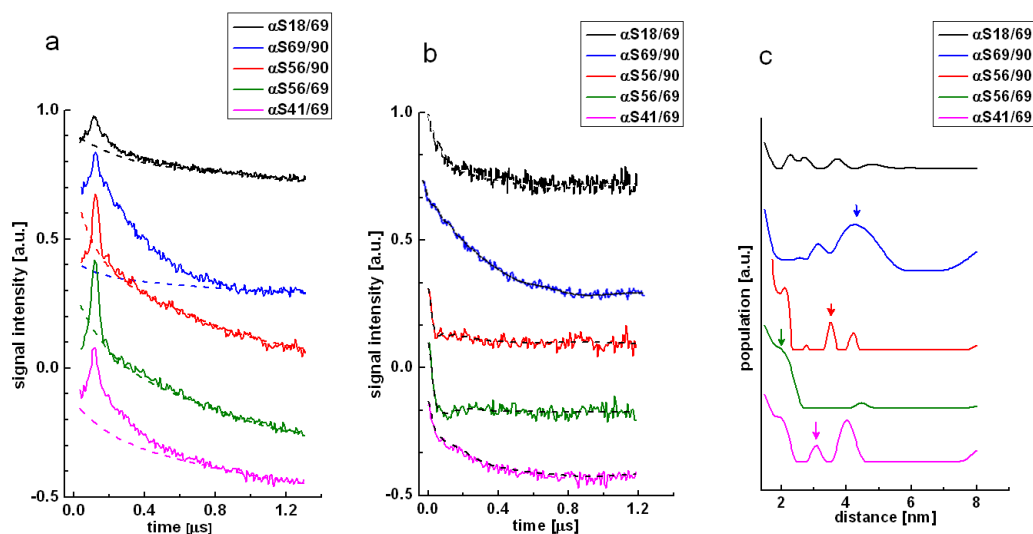 a
αS18/69
αS69/90
αS56/90
αS56/69
αS41/69
1.0
0.5
0.0
-0.5
signal intensity [a.u.]
0.0 0.4 0.8 1.2
time [µs]
b
αS18/69
αS69/90
αS56/90
αS56/69
αS41/69
1.0
0.5
0.0
-0.5
signal intensity [a.u.]
0.0 0.4 0.8 1.2
time [µs]
c
αS18/69
αS69/90
αS56/90
αS56/69
αS41/69
population [a.u.]
2 4 6 8
distance [nm]